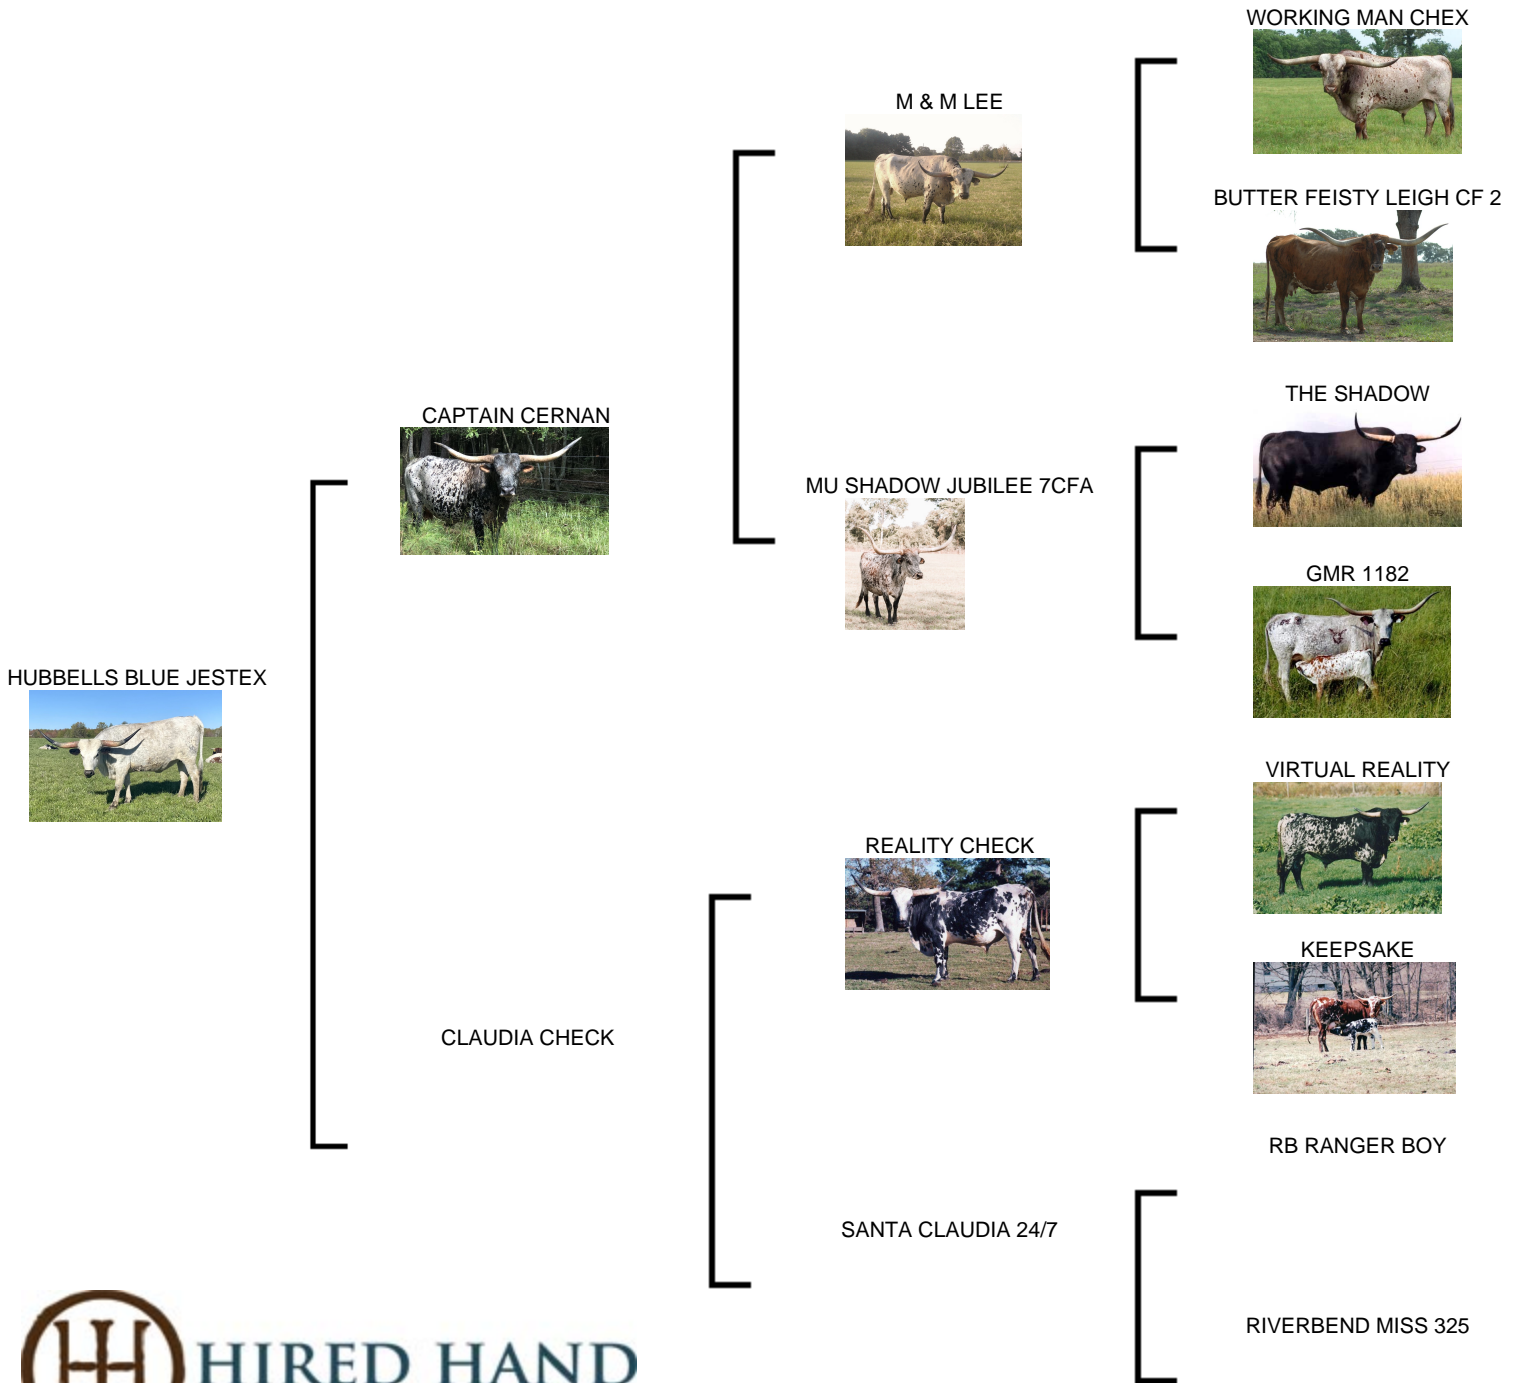 WORKING MAN CHEX
M & M LEE
BUTTER FEISTY LEIGH CF 2
THE SHADOW
CAPTAIN CERNAN
MU SHADOW JUBILEE 7CFA
GMR 1182
HUBBELLS BLUE JESTEX
VIRTUAL REALITY
REALITY CHECK
KEEPSAKE
CLAUDIA CHECK
RB RANGER BOY
SANTA CLAUDIA 24/7
RIVERBEND MISS 325
HIRED HAND